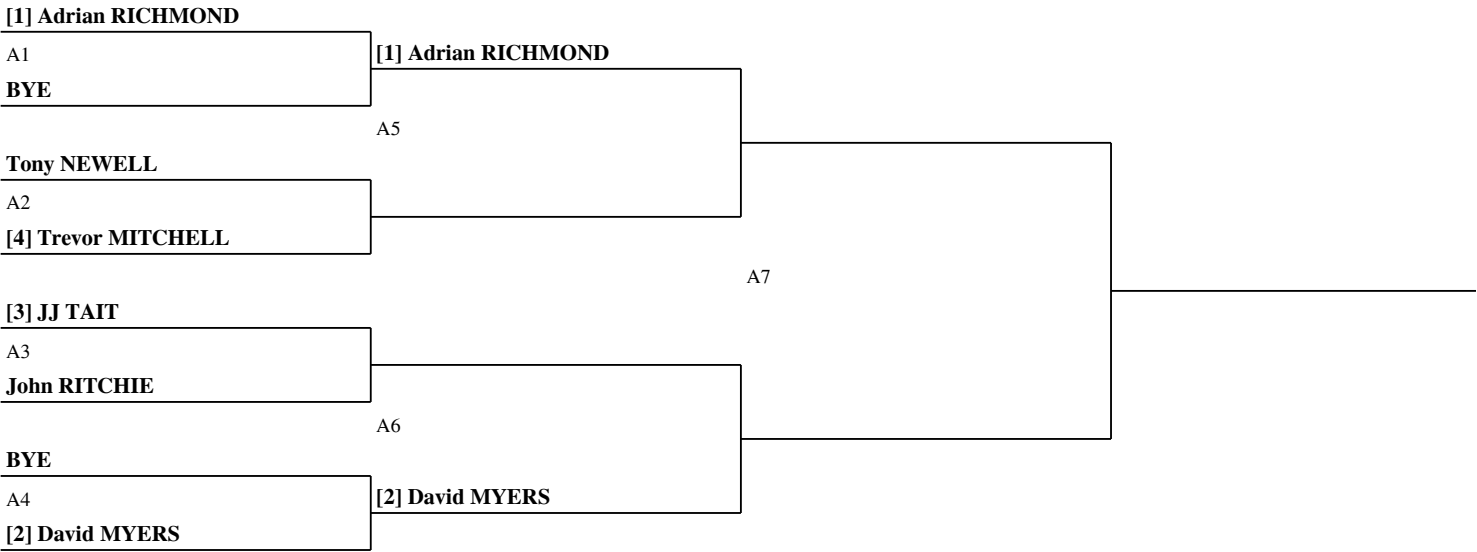 [1] Adrian RICHMOND
A1
[1] Adrian RICHMOND
BYE
A5
Tony NEWELL
A2
[4] Trevor MITCHELL
A7
[3] JJ TAIT
A3
John RITCHIE
A6
BYE
A4
[2] David MYERS
[2] David MYERS